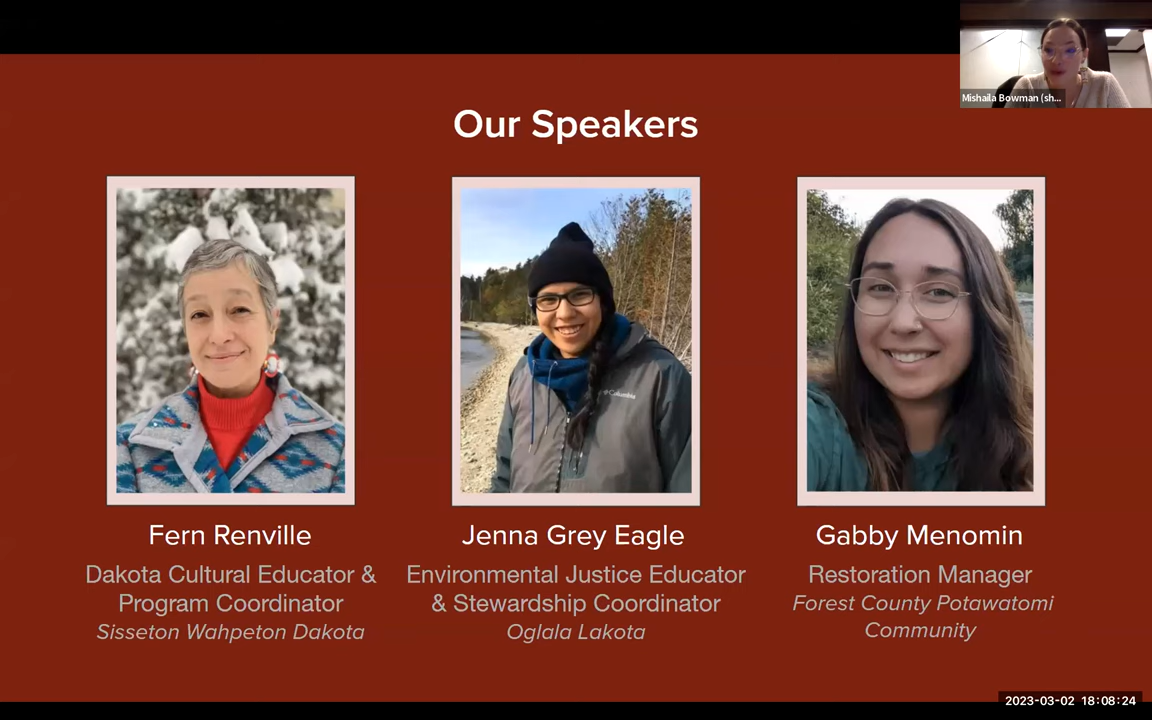 Mishaila Bowman (sh...
Our Speakers
Columbia
Fern Renville
Dakota Cultural Educator &
Program Coordinator
Sisseton Wahpeton Dakota
Jenna Grey Eagle
Environmental Justice Educator
& Stewardship Coordinator
Oglala Lakota
Gabby Menomin
Restoration Manager
Forest County Potawatomi
Community
2023-03-02 18:08:24